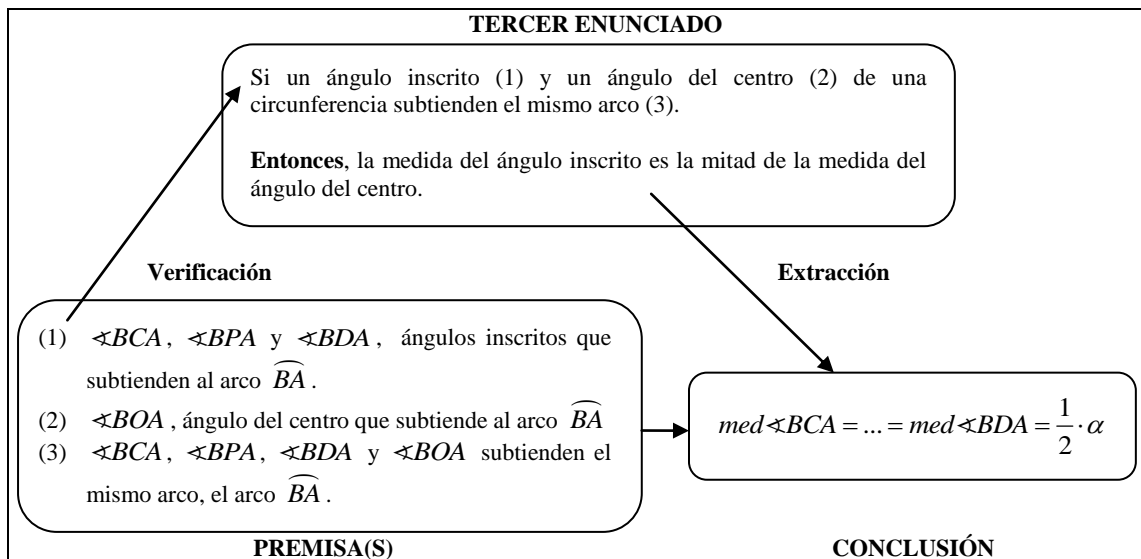 TERCER ENUNCIADO
Si un ángulo inscrito (1) y un ángulo del centro (2) de una
circunferencia subtienden el mismo arco (3).
Entonces, la medida del ángulo inscrito es la mitad de la medida del
ángulo del centro.
Verificación
Extracción
(1) ∢BCA, ∢BPA y ∢BDA, ángulos inscritos que
subtienden al arco \widehat{BA}.
(2) ∢BOA, ángulo del centro que subtiende al arco \widehat{BA}
(3) ∢BCA, ∢BPA, ∢BDA y ∢BOA subtienden el
mismo arco, el arco \widehat{BA}.
med∢BCA = ... = med∢BDA = \frac{1}{2} · α
PREMISA(S)
CONCLUSIÓN